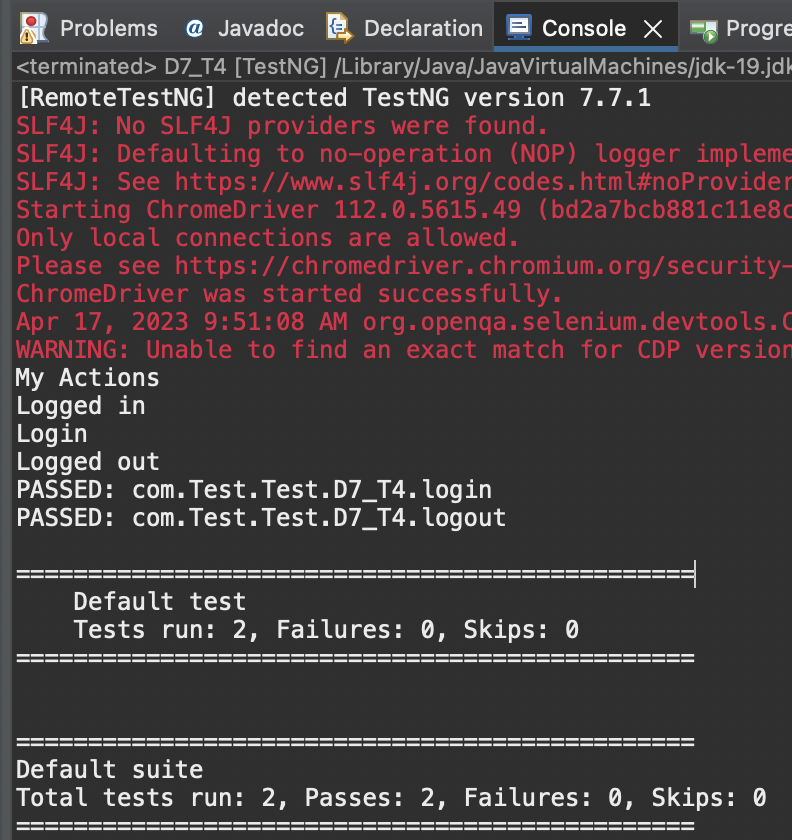 Problems @ Javadoc Declaration Console Progre
<terminated> D7_T4 [TestNG] /Library/Java/JavaVirtualMachines/jdk-19.jdk
[RemoteTestNG] detected TestNG version 7.7.1
SLF4J: No SLF4J providers were found.
SLF4J: Defaulting to no-operation (NOP) logger impleme
SLF4J: See https://www.slf4j.org/codes.html#noProvider
Starting ChromeDriver 112.0.5615.49 (bd2a7bcb881c11e8c
Only local connections are allowed.
Please see https://chromedriver.chromium.org/security-
ChromeDriver was started successfully.
Apr 17, 2023 9:51:08 AM org.openqa.selenium.devtools.C
WARNING: Unable to find an exact match for CDP version
My Actions
Logged in
Login
Logged out
PASSED: com.Test.Test.D7_T4.login
PASSED: com.Test.Test.D7_T4.logout
===============================================
Default test
Tests run: 2, Failures: 0, Skips: 0
===============================================
===============================================
Default suite
Total tests run: 2, Passes: 2, Failures: 0, Skips: 0
===============================================